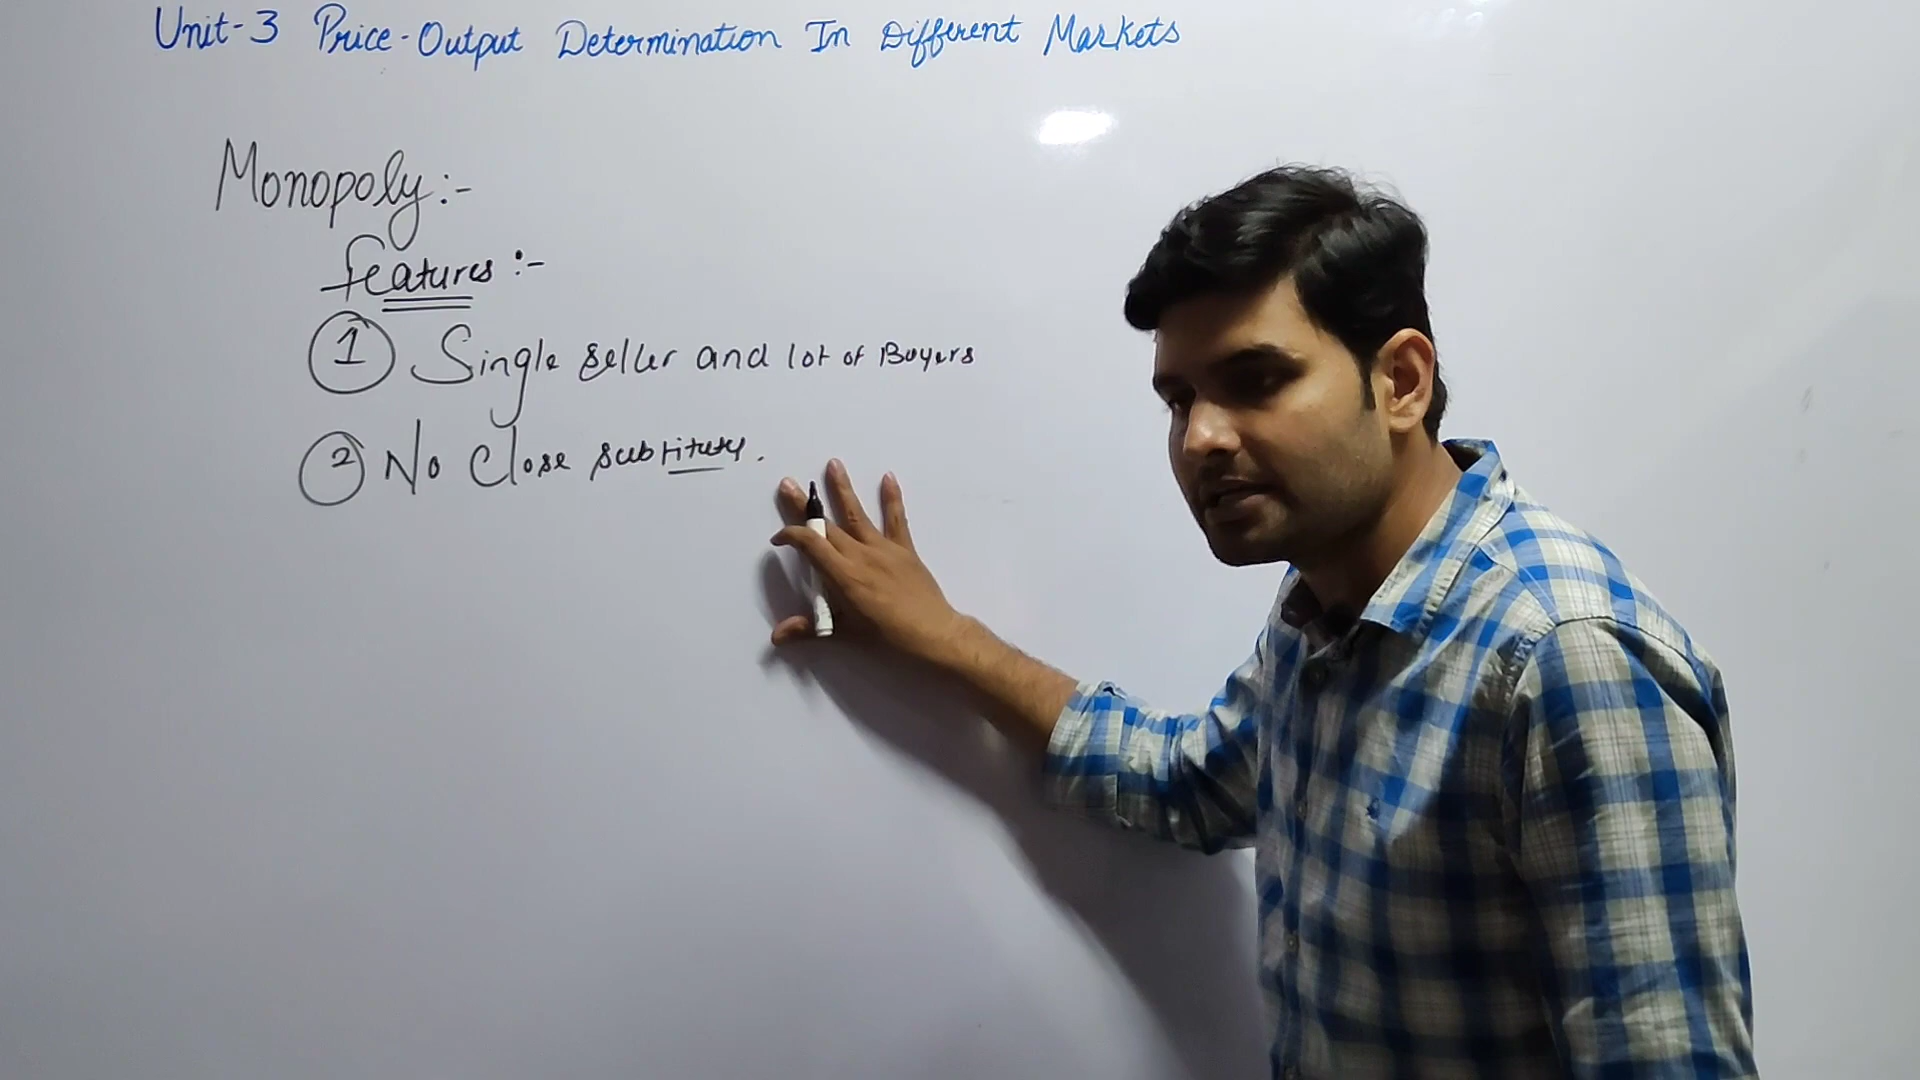 Unit-3 Price-Output Determination In Different Markets
Monopoly:-
features :-
1 Single seller and lot of Buyers
2 No Close substitutes.